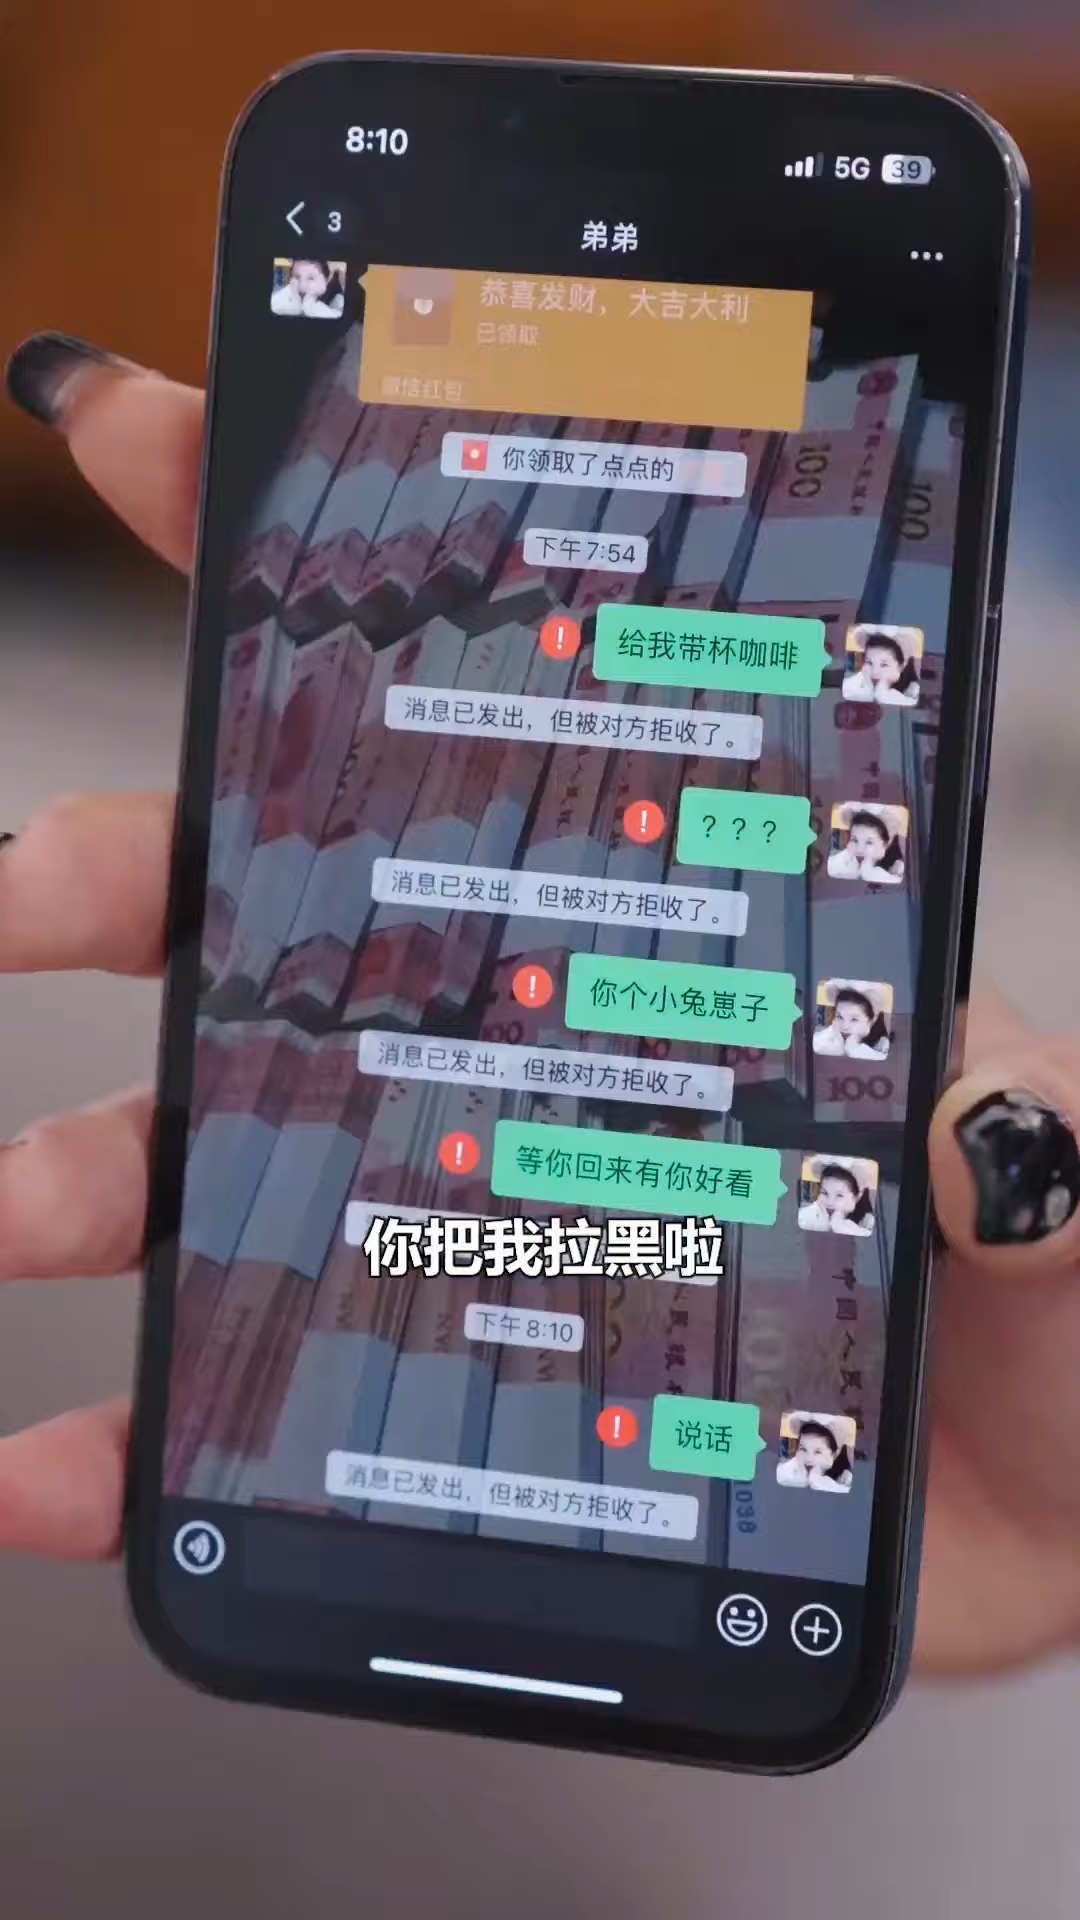 8:10
5G 39
3
弟弟
恭喜发财，大吉大利
已领取
微信红包
你领取了点点的
下午7:54
给我带杯咖啡
消息已发出，但被对方拒收了。
？？？
消息已发出，但被对方拒收了。
你个小兔崽子
消息已发出，但被对方拒收了。
等你回来有你好看
你把我拉黑啦
下午8:10
说话
消息已发出，但被对方拒收了。
100
100
100